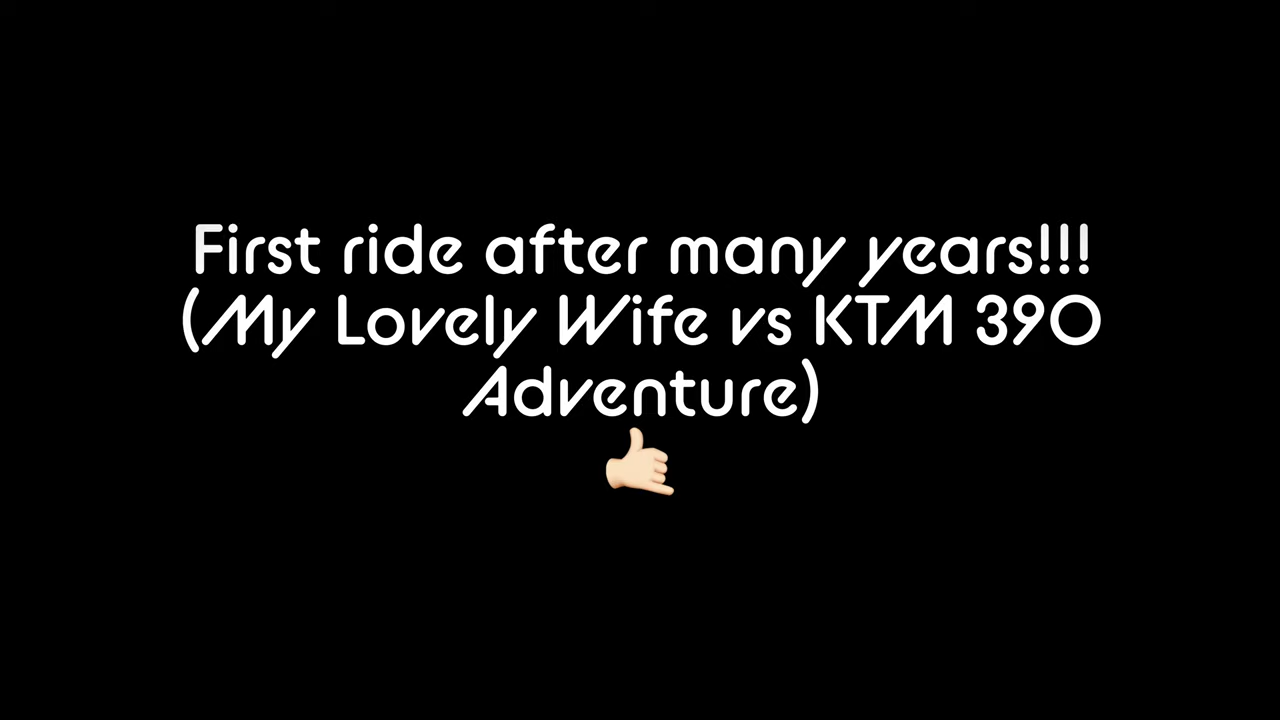 First ride after many years!!!
(My Lovely Wife vs KTM 390
Adventure)
🤙🏻